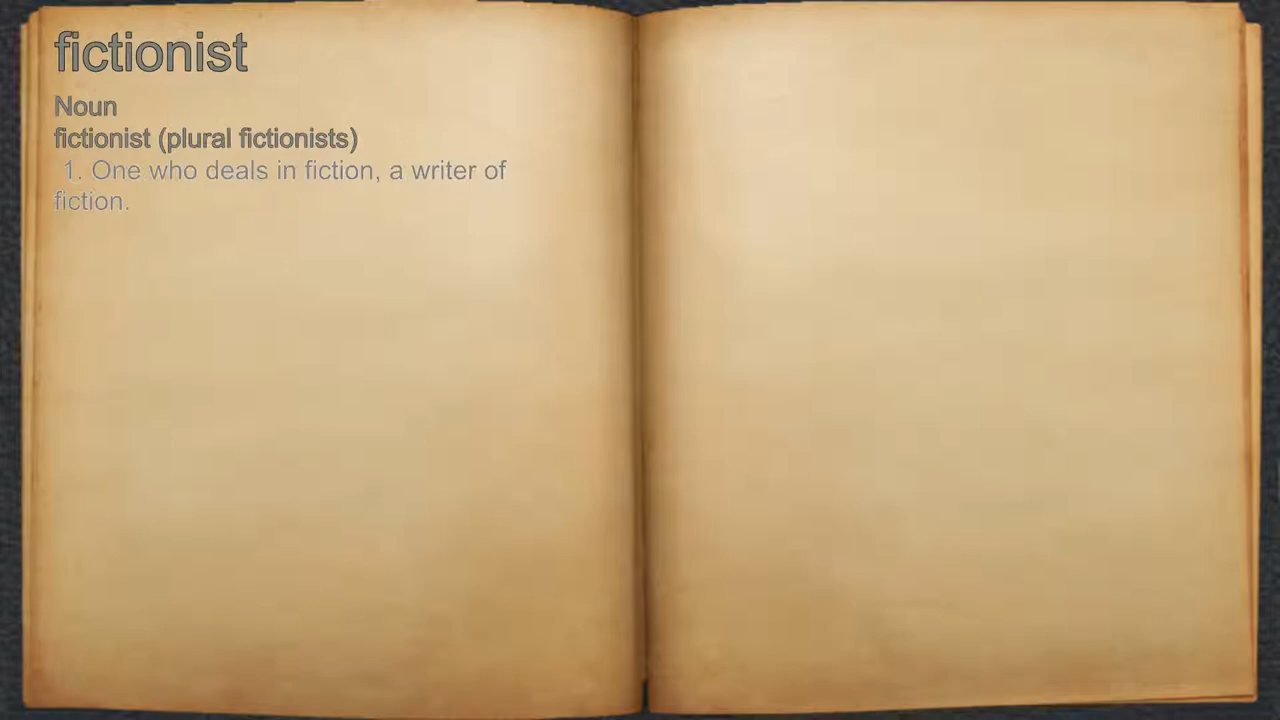 fictionist
Noun
fictionist (plural fictionists)
1. One who deals in fiction, a writer of
fiction.